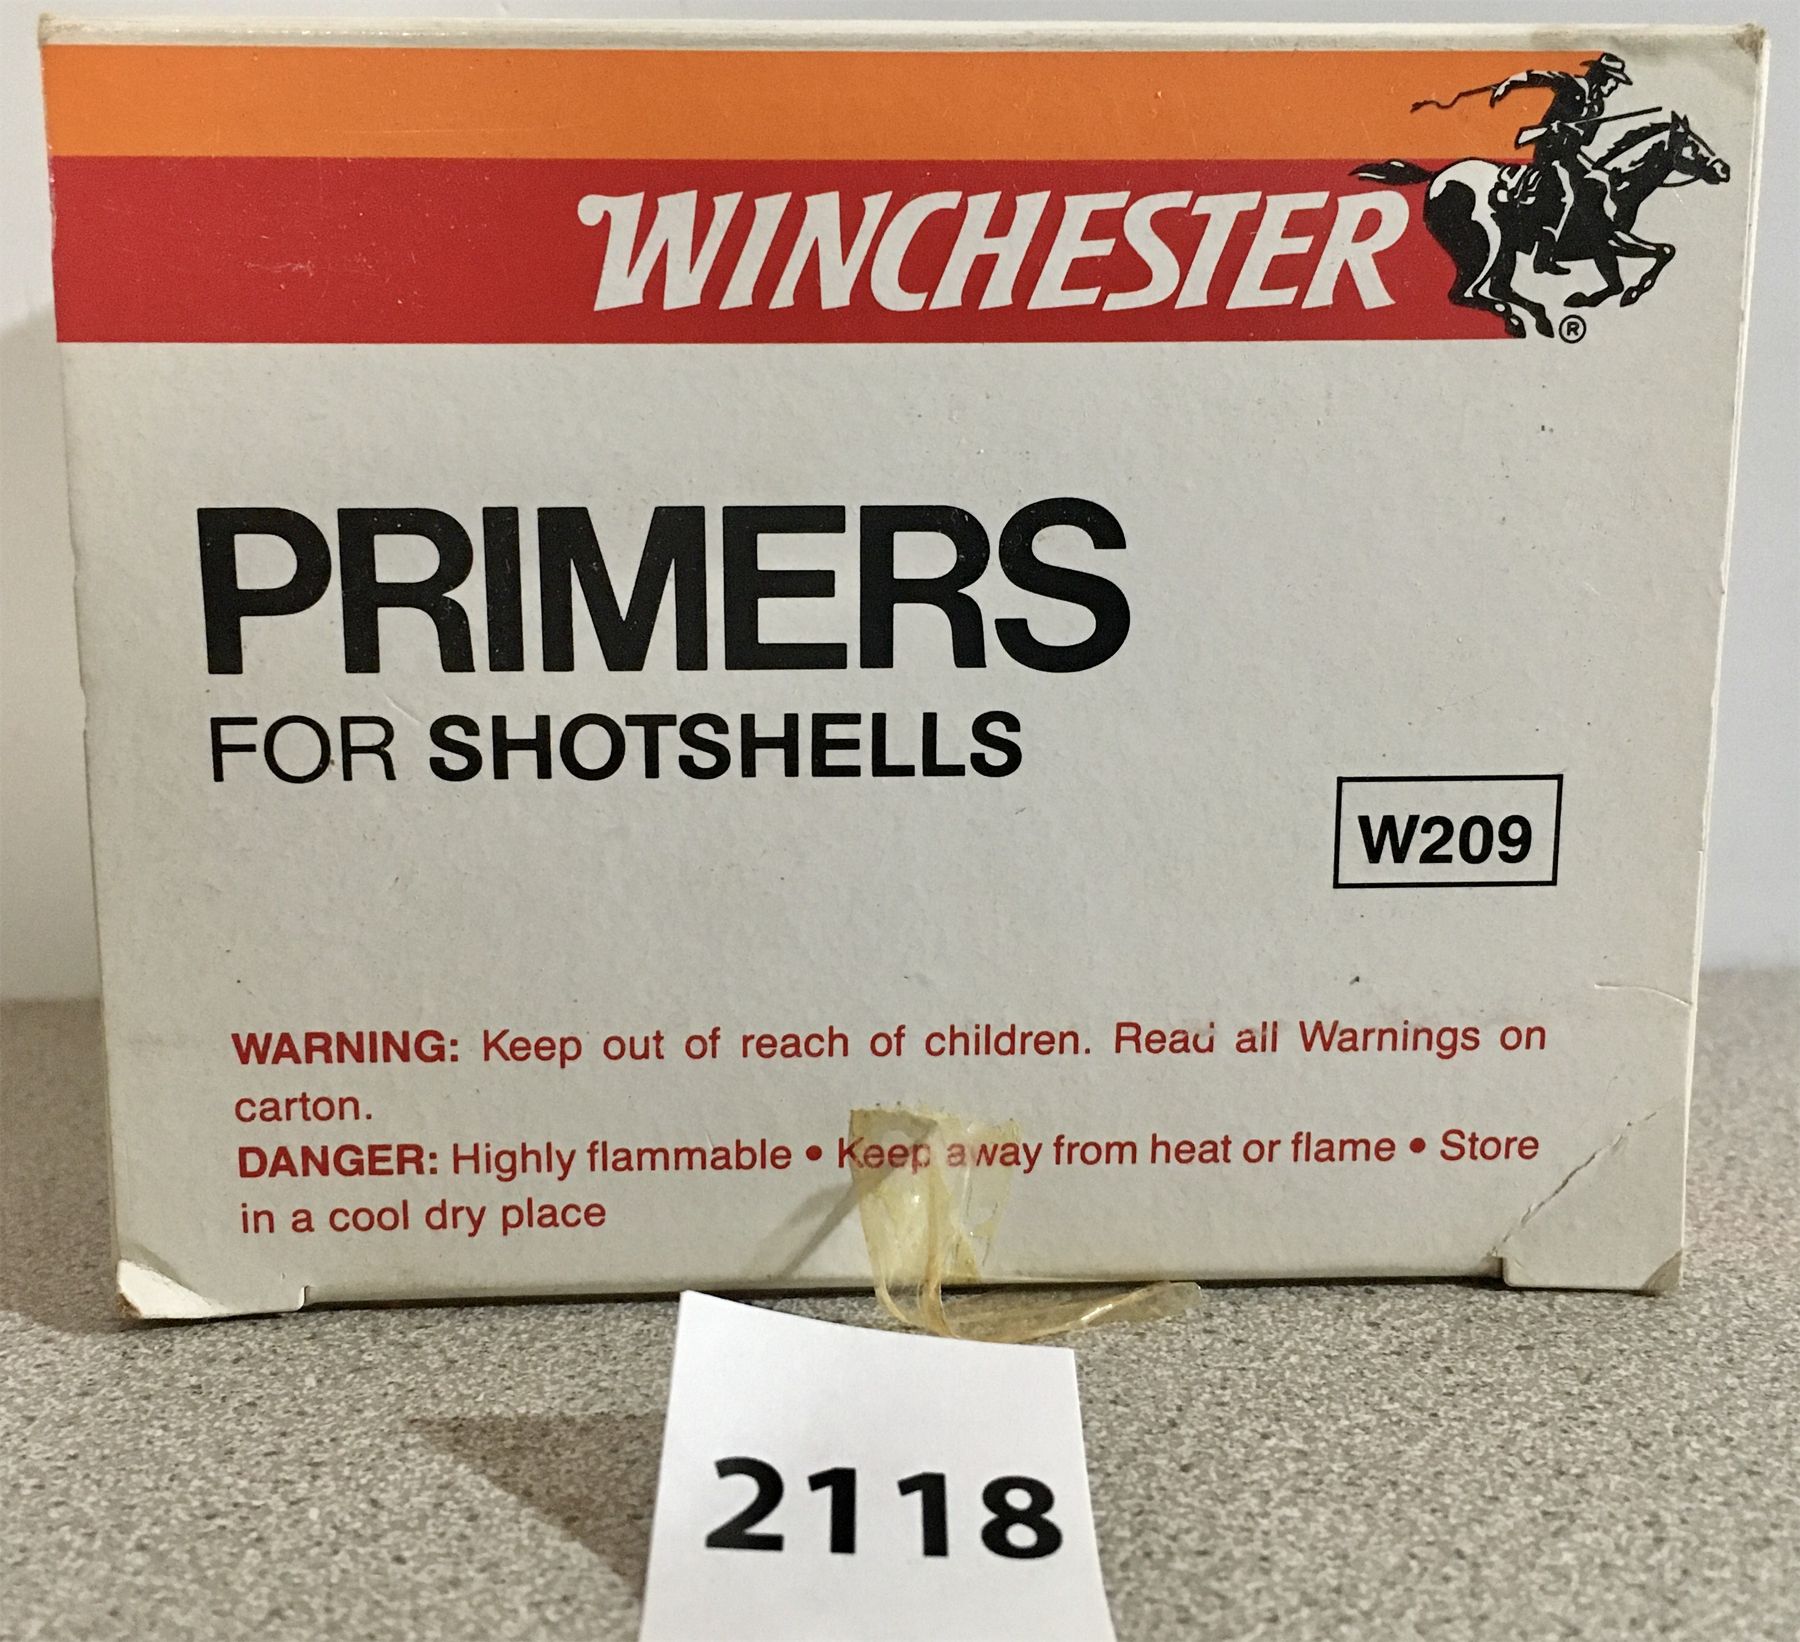 WINCHESTER
®
PRIMERS
FOR SHOTSHELLS
W209
WARNING: Keep out of reach of children. Read all Warnings on
carton.
DANGER: Highly flammable • Keep away from heat or flame • Store
in a cool dry place
2118